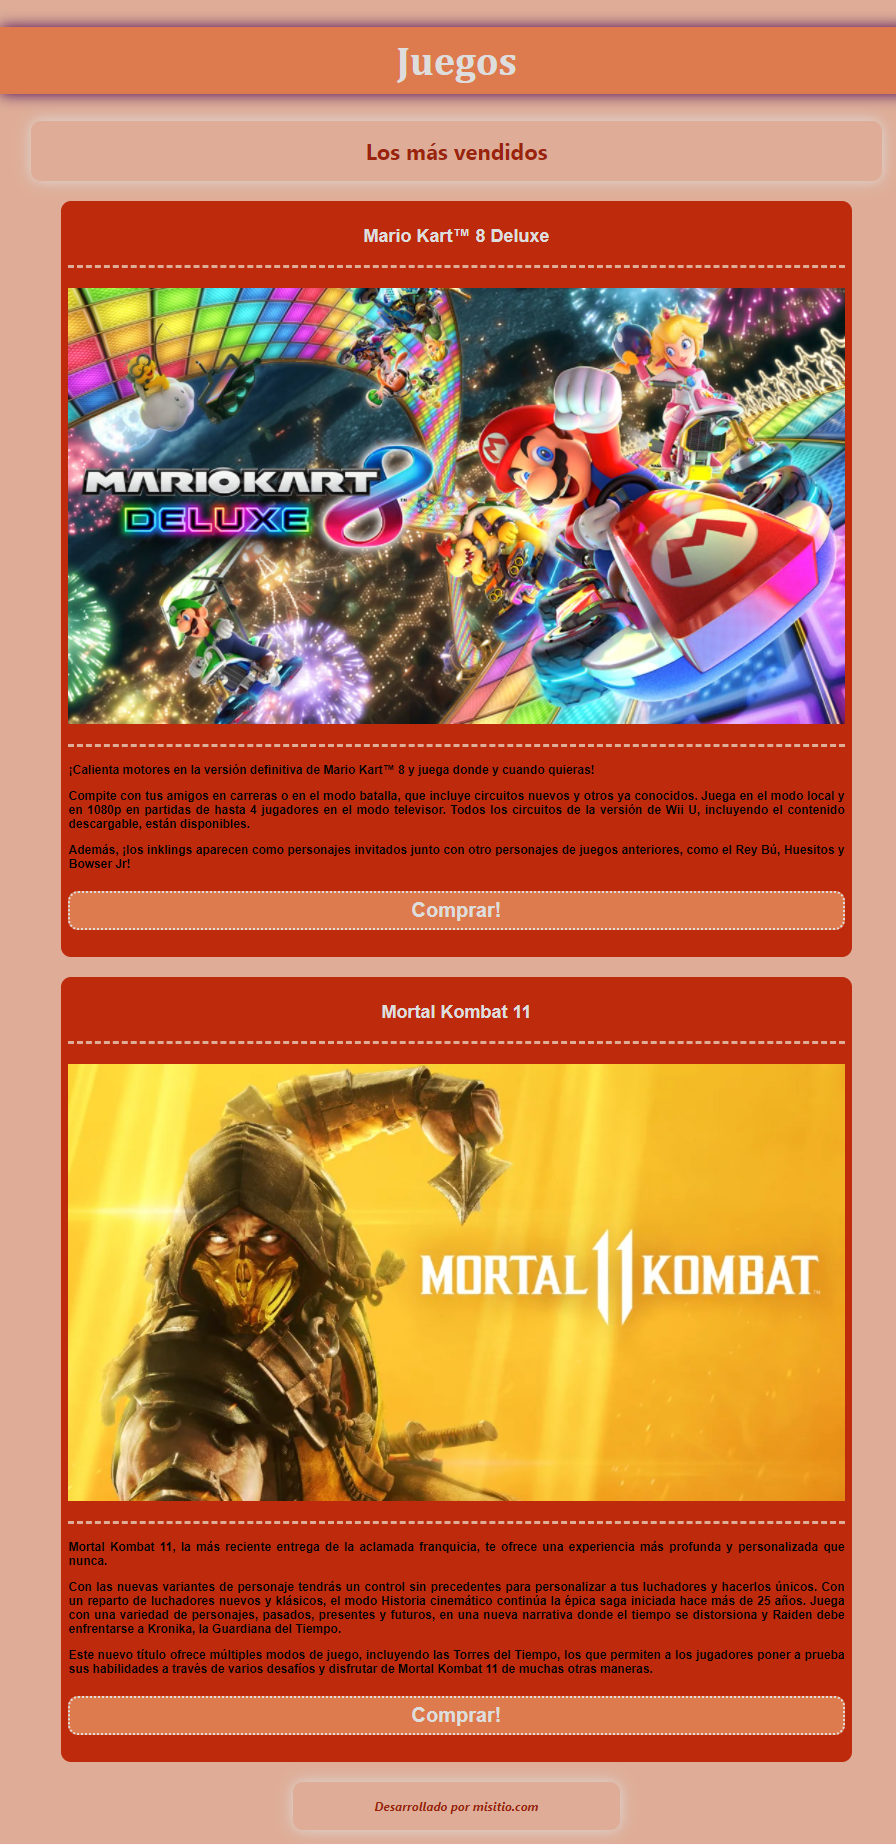 Juegos
Los más vendidos
Mario Kart™ 8 Deluxe
MARIOKART 8™
DELUXE
¡Calienta motores en la versión definitiva de Mario Kart™ 8 y juega donde y cuando quieras!
Compite con tus amigos en carreras o en el modo batalla, que incluye circuitos nuevos y otros ya conocidos. Juega en el modo local y
en 1080p en partidas de hasta 4 jugadores en el modo televisor. Todos los circuitos de la versión de Wii U, incluyendo el contenido
descargable, están disponibles.
Además, ¡los inklings aparecen como personajes invitados junto con otro personajes de juegos anteriores, como el Rey Bú, Huesitos y
Bowser Jr!
Comprar!
Mortal Kombat 11
MORTAL 11 KOMBAT™
Mortal Kombat 11, la más reciente entrega de la aclamada franquicia, te ofrece una experiencia más profunda y personalizada que
nunca.
Con las nuevas variantes de personaje tendrás un control sin precedentes para personalizar a tus luchadores y hacerlos únicos. Con
un reparto de luchadores nuevos y klásicos, el modo Historia cinemático continúa la épica saga iniciada hace más de 25 años. Juega
con una variedad de personajes, pasados, presentes y futuros, en una nueva narrativa donde el tiempo se distorsiona y Raiden debe
enfrentarse a Kronika, la Guardiana del Tiempo.
Este nuevo título ofrece múltiples modos de juego, incluyendo las Torres del Tiempo, los que permiten a los jugadores poner a prueba
sus habilidades a través de varios desafíos y disfrutar de Mortal Kombat 11 de muchas otras maneras.
Comprar!
Desarrollado por misitio.com